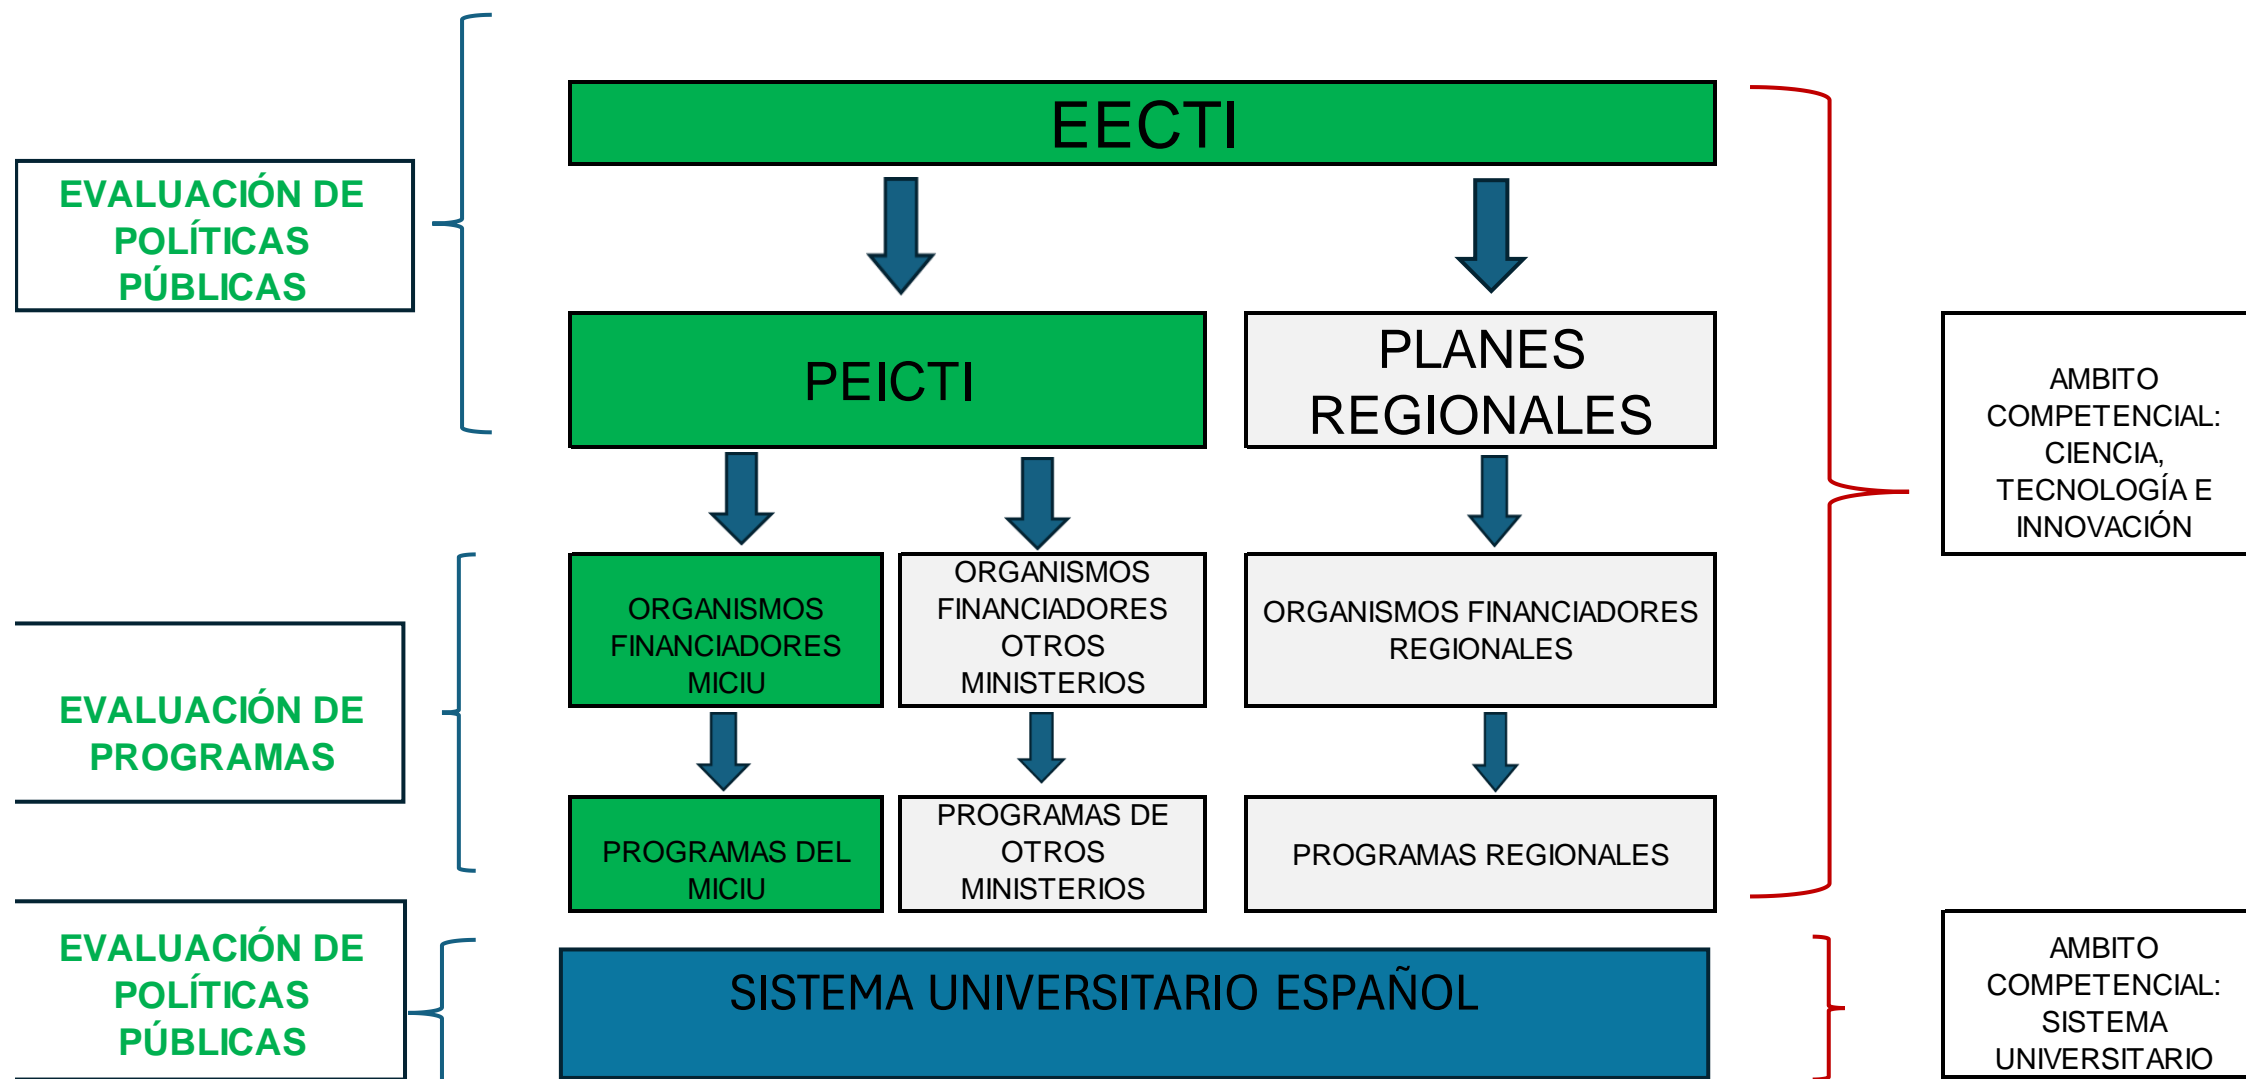 EECTI
EVALUACIÓN DE
POLÍTICAS
PÚBLICAS
PEICTI
PLANES
REGIONALES
AMBITO
COMPETENCIAL:
CIENCIA,
TECNOLOGÍA E
INNOVACIÓN
ORGANISMOS
FINANCIADORES
MICIU
ORGANISMOS
FINANCIADORES
OTROS
MINISTERIOS
ORGANISMOS FINANCIADORES
REGIONALES
EVALUACIÓN DE
PROGRAMAS
PROGRAMAS DEL
MICIU
PROGRAMAS DE
OTROS
MINISTERIOS
PROGRAMAS REGIONALES
EVALUACIÓN DE
POLÍTICAS
PÚBLICAS
SISTEMA UNIVERSITARIO ESPAÑOL
AMBITO
COMPETENCIAL:
SISTEMA
UNIVERSITARIO